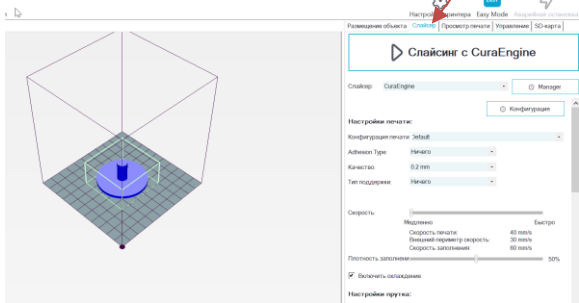 Настройки принтера Easy Mode Аварийная остановка
Размещение объекта Слайсер Просмотр печати Управление SD-карта
Слайсинг с CuraEngine
Слайсер: CuraEngine Manager
Конфигурация
Настройки печати:
Конфигурация печати: Default
Adhesion Type: Ничего
Качество: 0.2 mm
Тип поддержки: Ничего
Скорость:
Медленно Быстро
Скорость печати: 40 mm/s
Внешний периметр скорость: 30 mm/s
Скорость заполнения: 60 mm/s
Плотность заполнения 50%
Включить охлаждение
Настройки прутка: